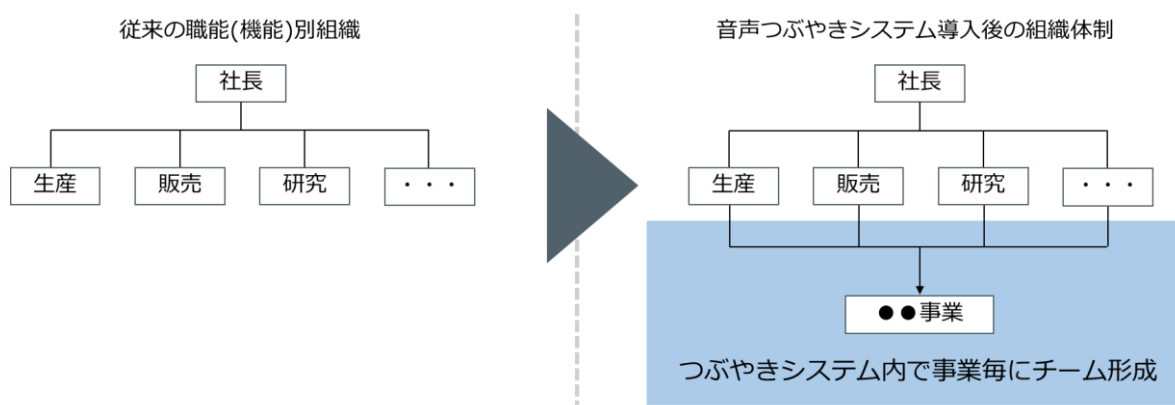 従来の職能(機能)別組織
社長
生産
販売
研究
・・・
音声つぶやきシステム導入後の組織体制
社長
生産
販売
研究
・・・
●●事業
つぶやきシステム内で事業毎にチーム形成